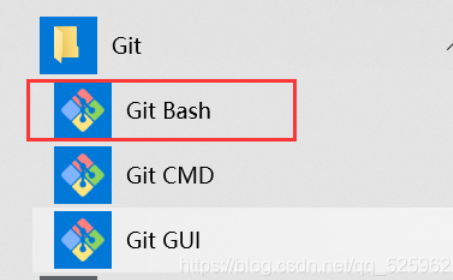 Git
Git Bash
Git CMD
Git GUI
https://blog.csdn.net/qq_525962